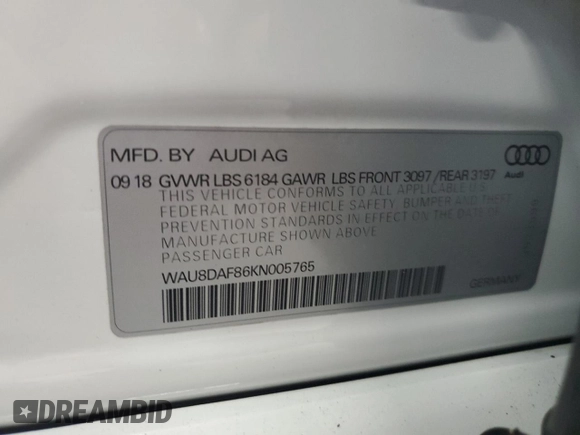 MFD. BY AUDI AG
09 18 GVWR LBS 6184 GAWR LBS FRONT 3097 /REAR 3197
Audi
THIS VEHICLE CONFORMS TO ALL APPLICABLE U.S.
FEDERAL MOTOR VEHICLE SAFETY, BUMPER AND THEFT
PREVENTION STANDARDS IN EFFECT ON THE DATE OF
MANUFACTURE SHOWN ABOVE
PASSENGER CAR
WAU8DAF86KN005765
GERMANY
DREAMBID